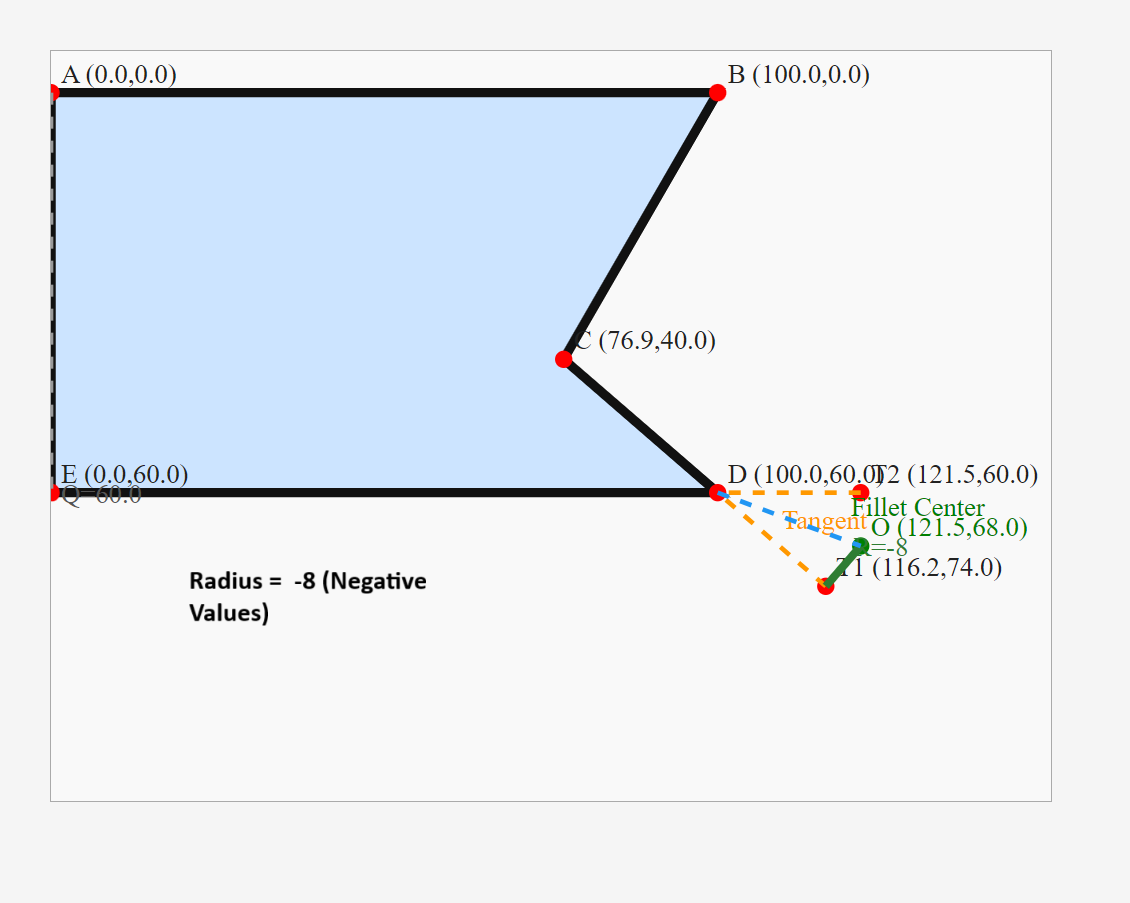 A (0.0,0.0)
B (100.0,0.0)
C (76.9,40.0)
E (0.0,60.0)
D (100.0,60.0)
T2 (121.5,60.0)
Q=60.0
Fillet Center
Tangent
O (121.5,68.0)
R=-8
T1 (116.2,74.0)
Radius =  -8 (Negative
Values)